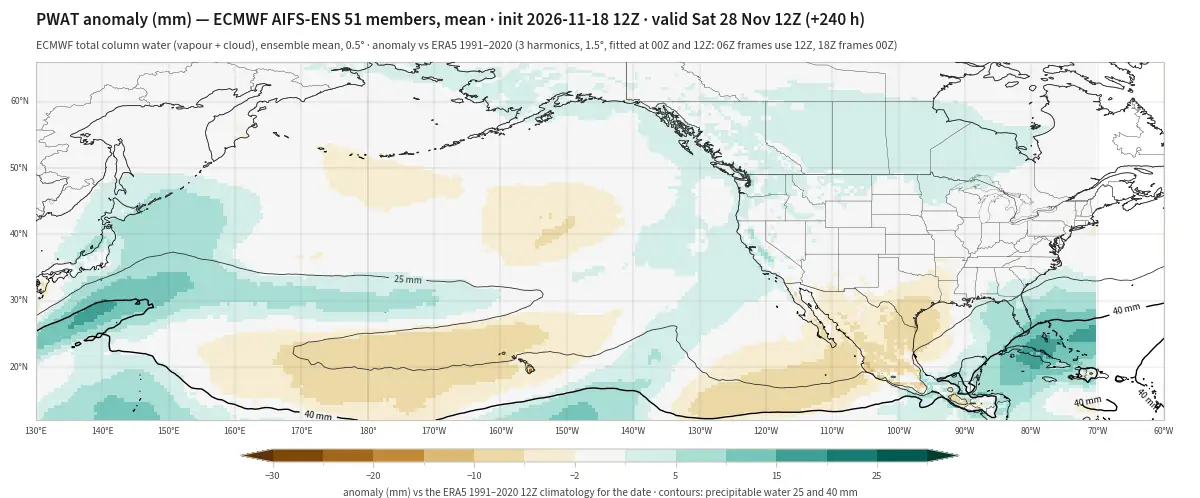 PWAT anomaly (mm) — ECMWF AIFS-ENS 51 members, mean · init 2026-11-18 12Z · valid Sat 28 Nov 12Z (+240 h)
ECMWF total column water (vapour + cloud), ensemble mean, 0.5° · anomaly vs ERA5 1991–2020 (3 harmonics, 1.5°, fitted at 00Z and 12Z: 06Z frames use 12Z, 18Z frames 00Z)
60°N
50°N
40°N
25 mm
30°N
40 mm
20°N
40 mm
40 mm
40 mm
130°E 140°E 150°E 160°E 170°E 180° 170°W 160°W 150°W 140°W 130°W 120°W 110°W 100°W 90°W 80°W 70°W 60°W
−30 −20 −10 −2 5 15 25
anomaly (mm) vs the ERA5 1991–2020 12Z climatology for the date · contours: precipitable water 25 and 40 mm